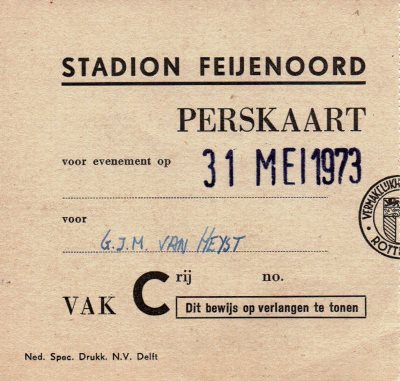 STADION FEIJENOORD
PERSKAART
voor evenement op 31 MEI 1973
voor
G.J.M. VAN HEYST
rij no.
VAK C
Dit bewijs op verlangen te tonen
Ned. Spec. Drukk. N.V. Delft